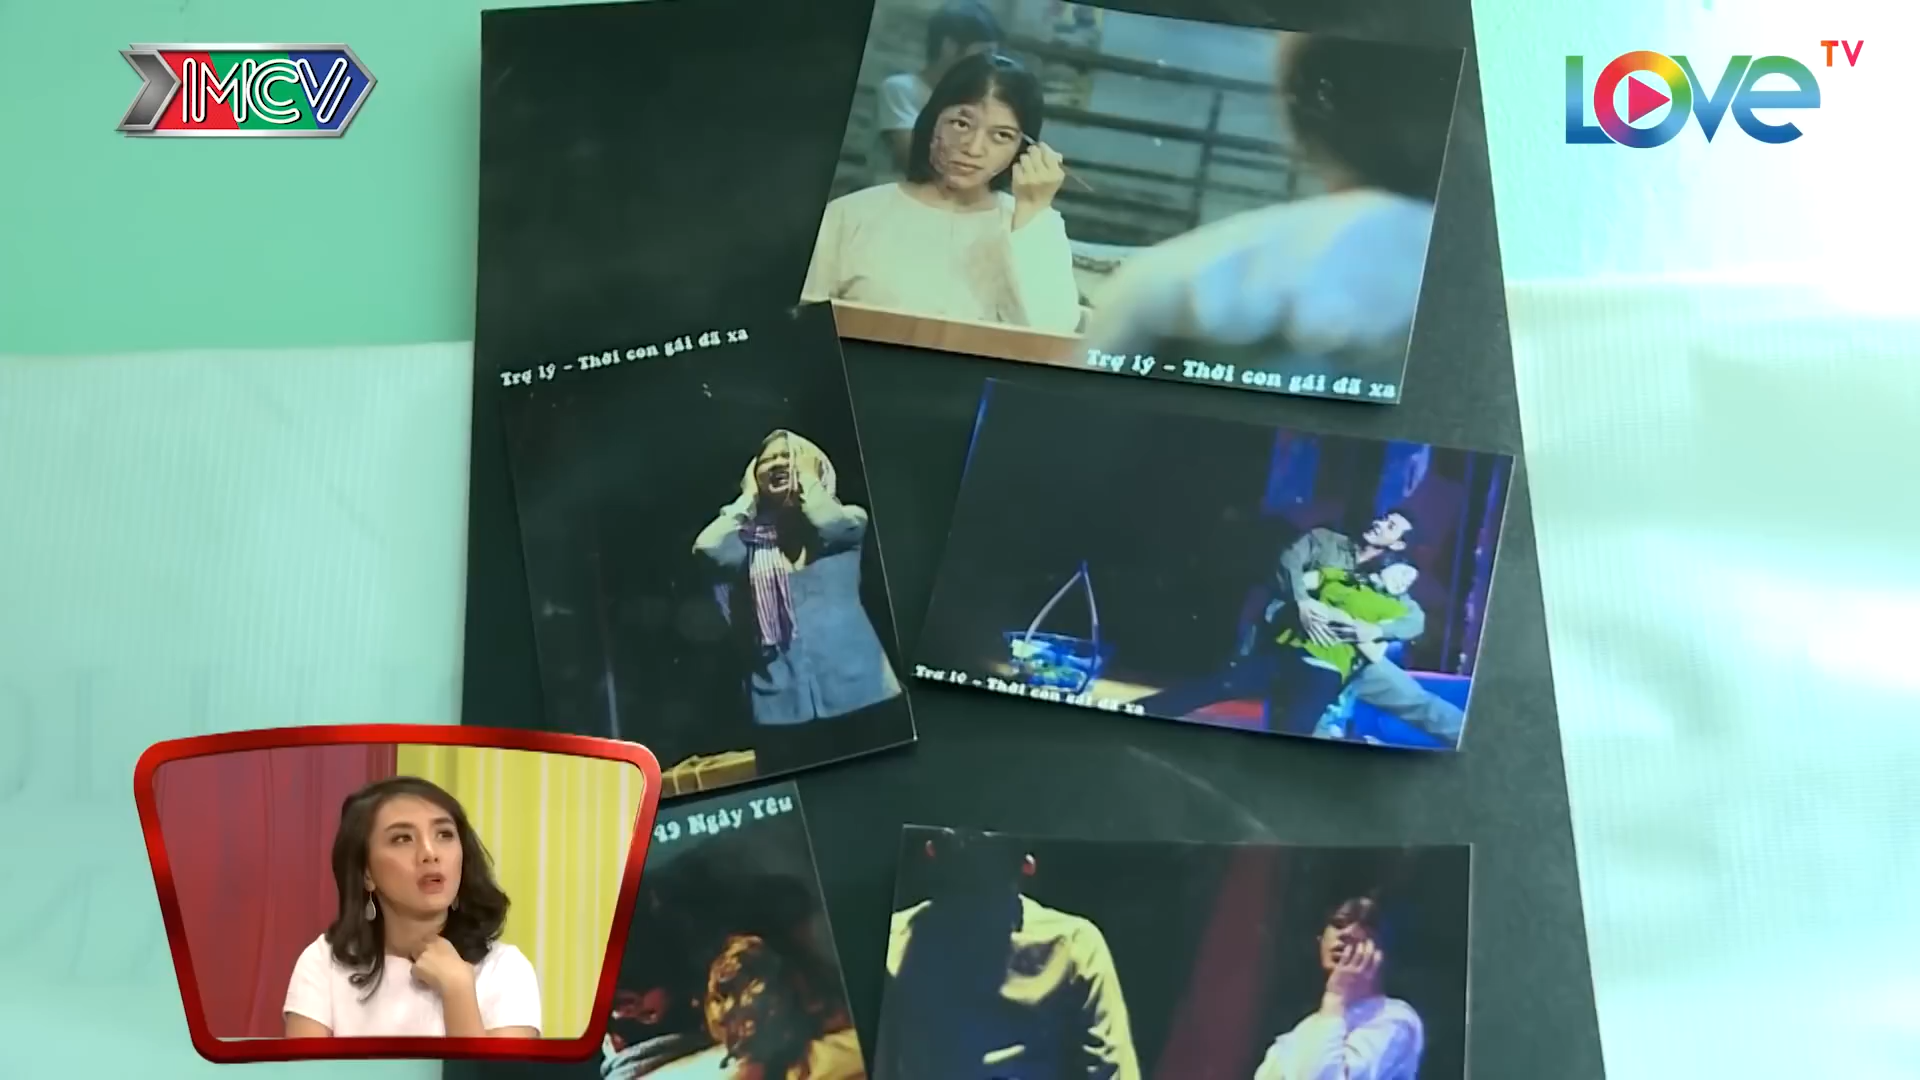 MCV
LOVE TV
Trợ lý - Thời con gái đã xa
Trợ lý - Thời con gái đã xa
Trợ lý - Thời con gái đã xa
49 Ngày Yêu